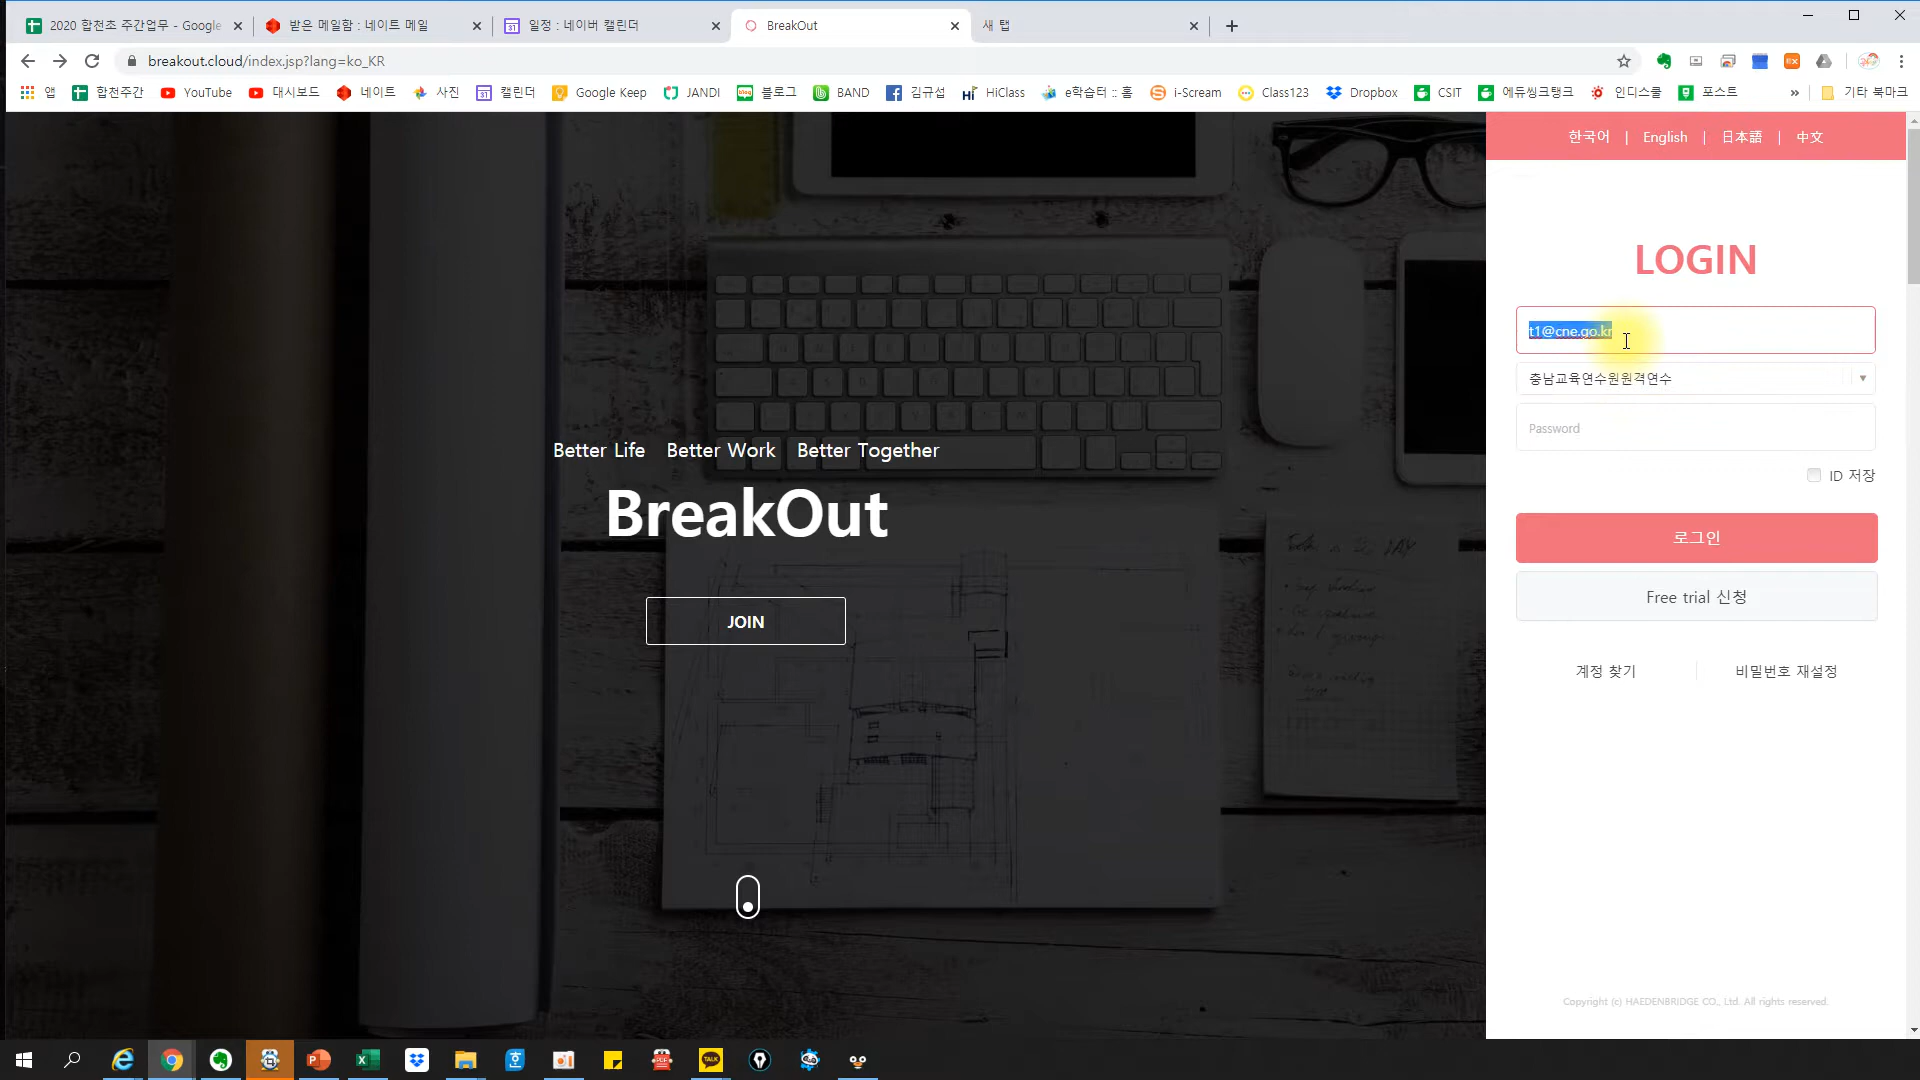 2020 합천초 주간업무 - Google
받은 메일함 : 네이트 메일
일정 : 네이버 캘린더
BreakOut
새 탭
breakout.cloud/index.jsp?lang=ko_KR
앱
합천주간
YouTube
대시보드
네이트
사진
캘린더
Google Keep
JANDI
블로그
BAND
김규섭
HiClass
e학습터 :: 홈
i-Scream
Class123
Dropbox
CSIT
에듀씽크탱크
인디스쿨
포스트
»
기타 북마크
한국어 | English | 日本語 | 中文
LOGIN
t1@cne.go.kr
충남교육연수원원격연수
Password
ID 저장
로그인
Free trial 신청
계정 찾기
비밀번호 재설정
Better Life Better Work Better Together
BreakOut
JOIN
Copyright (c) HAEDENBRIDGE CO., Ltd. All rights reserved.